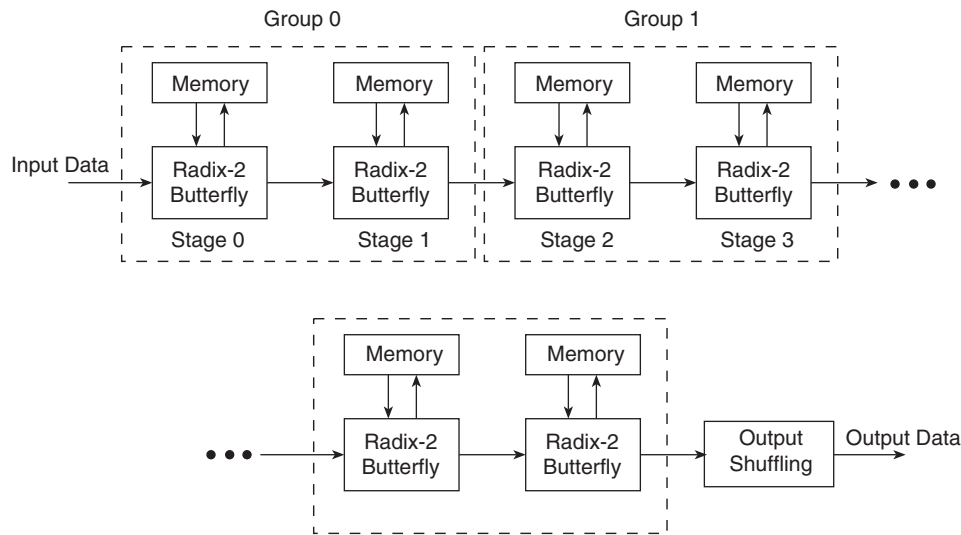 Group 0
Group 1
Memory
Memory
Memory
Memory
Input Data
Radix-2
Butterfly
Radix-2
Butterfly
Radix-2
Butterfly
Radix-2
Butterfly
Stage 0
Stage 1
Stage 2
Stage 3
Memory
Memory
Radix-2
Butterfly
Radix-2
Butterfly
Output
Shuffling
Output Data